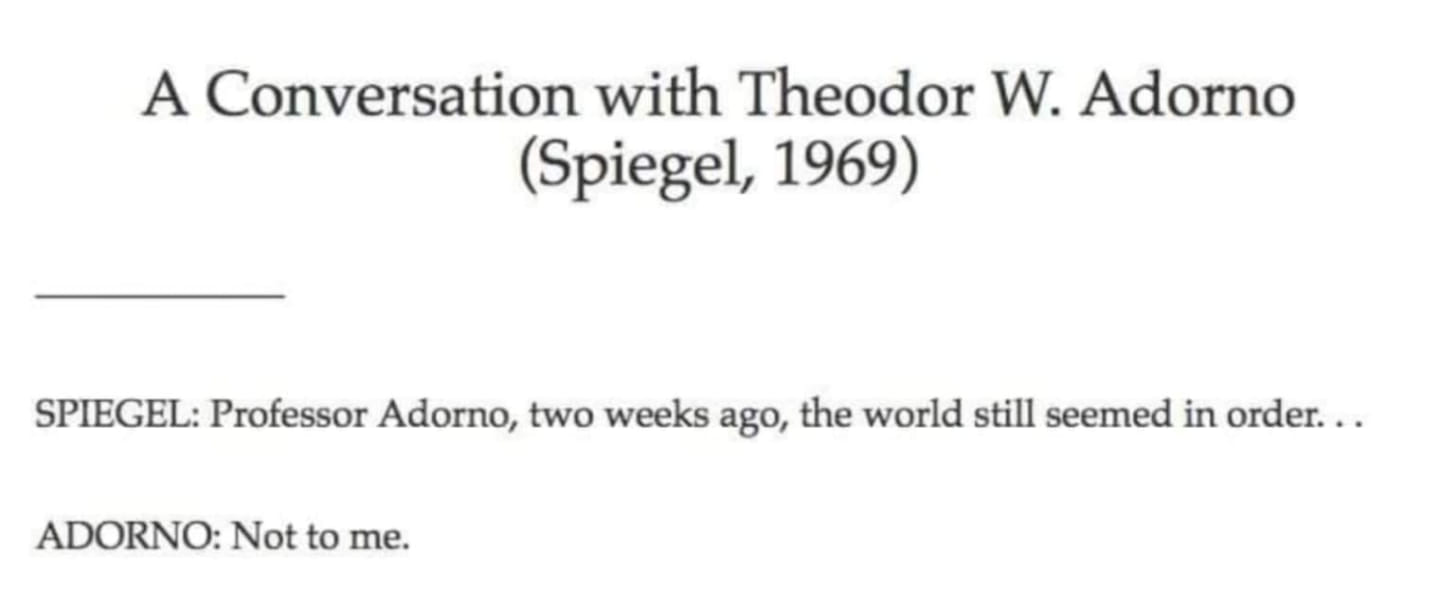 A Conversation with Theodor W. Adorno
(Spiegel, 1969)
SPIEGEL: Professor Adorno, two weeks ago, the world still seemed in order. . .
ADORNO: Not to me.